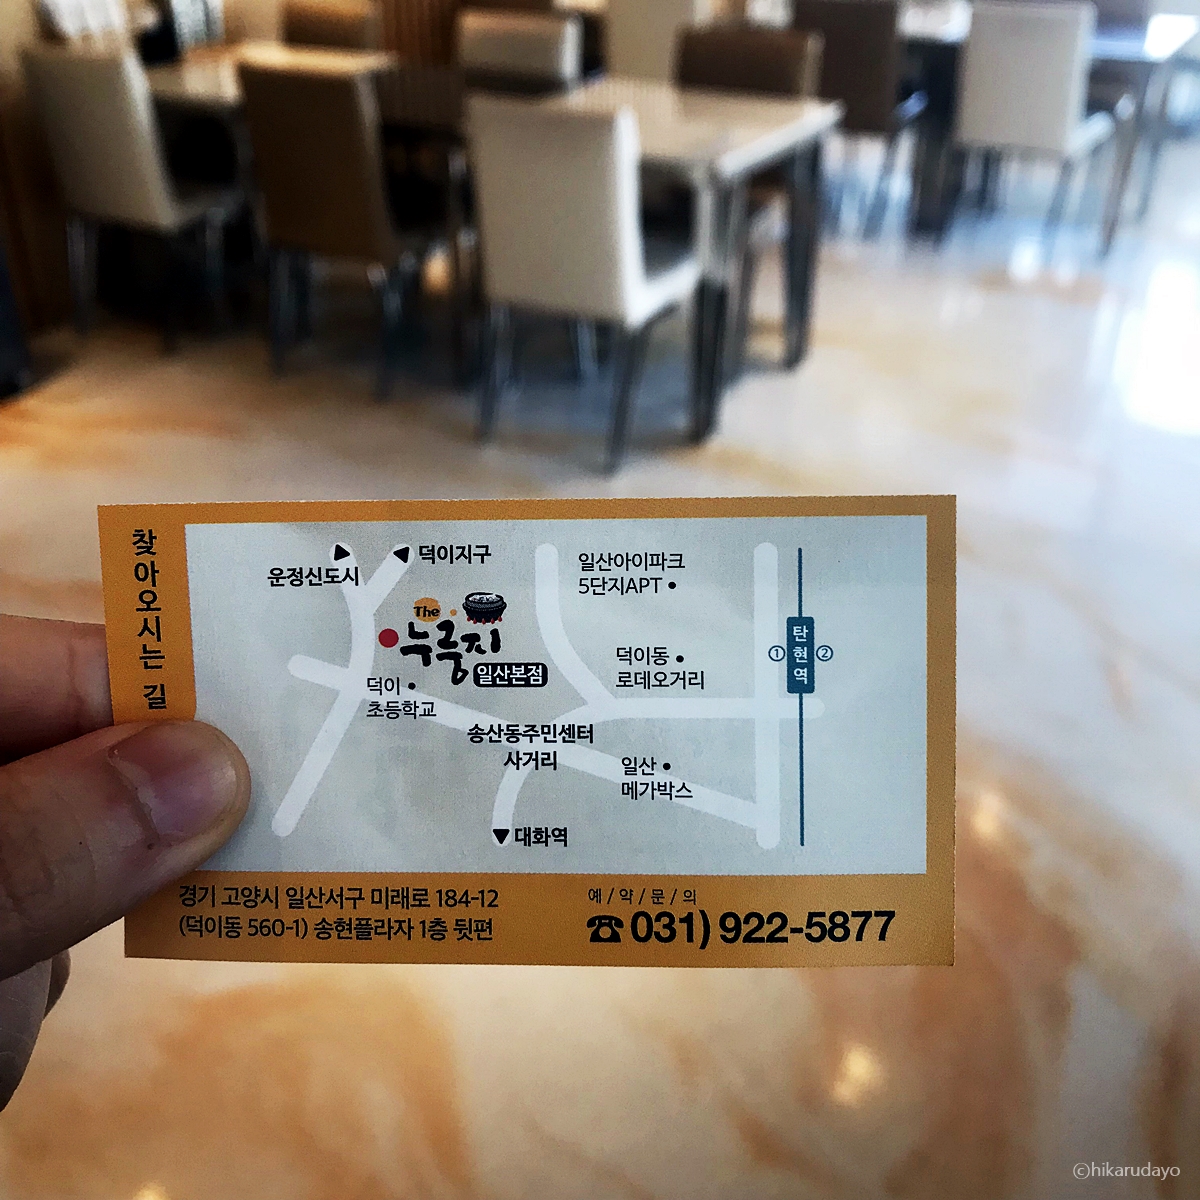 찾아오시는 길
운정신도시
덕이지구
일산아이파크
5단지APT
The
누룽지
일산본점
덕이
초등학교
덕이동
로데오거리
① 탄현역 ②
송산동주민센터
사거리
일산
메가박스
대화역
경기 고양시 일산서구 미래로 184-12
(덕이동 560-1) 송현플라자 1층 뒷편
예 / 약 / 문 / 의
☎ 031) 922-5877
©hikarudayo